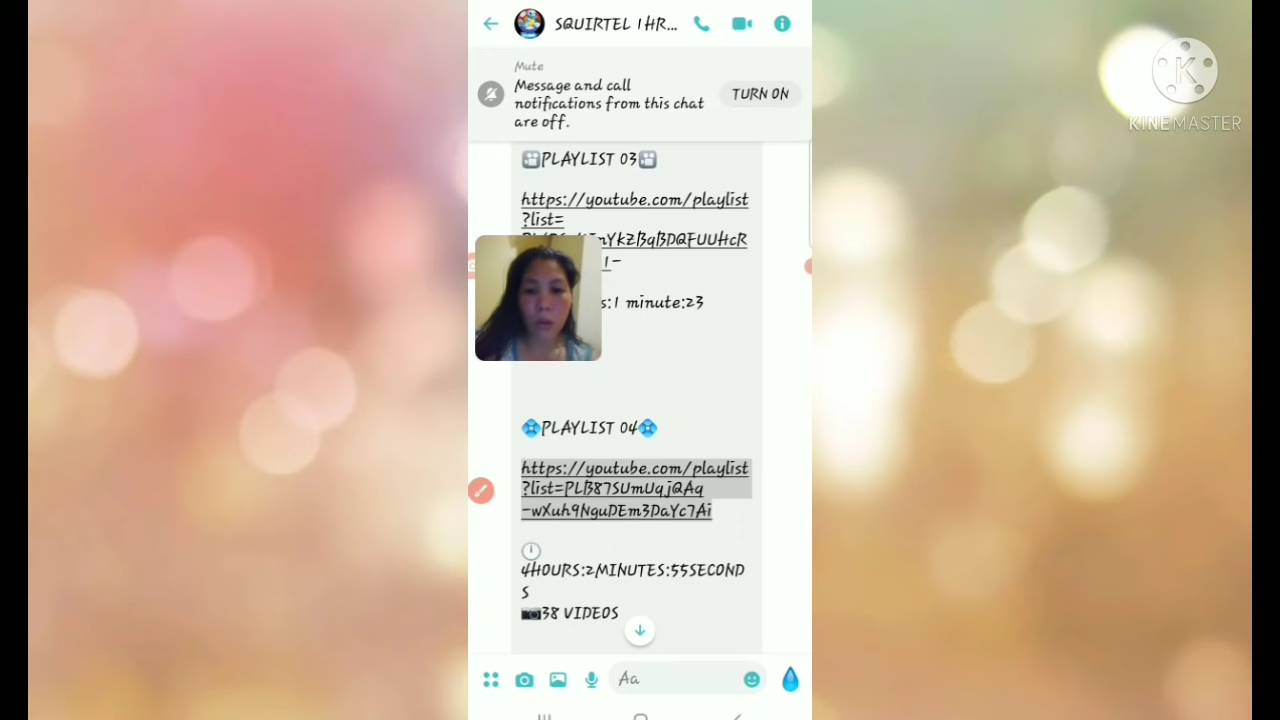 SQUIRTEL 1HR...
Mute
Message and call
notifications from this chat
are off.
TURN ON
KINEMASTER
PLAYLIST 03
https://youtube.com/playlist
?list=
YkZBqBDQFUUHcR
1-
s:1 minute:23
PLAYLIST 04
https://youtube.com/playlist
?list=PLB87SUmUqjQAq
-wXuh9NguDEm3DaYc7Ai
4HOURS:2MINUTES:55SECOND
S
38 VIDEOS
Aa